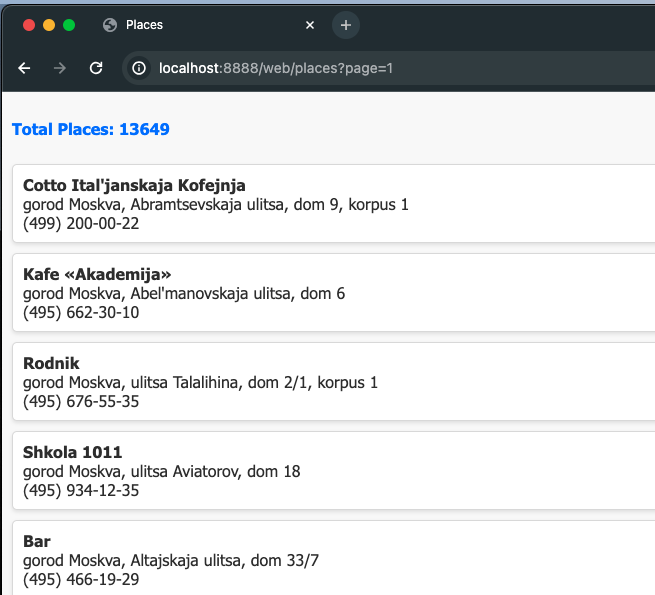 Places
localhost:8888/web/places?page=1
Total Places: 13649
Cotto Ital'janskaja Kofejnja
gorod Moskva, Abramtsevskaja ulitsa, dom 9, korpus 1
(499) 200-00-22
Kafe «Akademija»
gorod Moskva, Abel'manovskaja ulitsa, dom 6
(495) 662-30-10
Rodnik
gorod Moskva, ulitsa Talalihina, dom 2/1, korpus 1
(495) 676-55-35
Shkola 1011
gorod Moskva, ulitsa Aviatorov, dom 18
(495) 934-12-35
Bar
gorod Moskva, Altajskaja ulitsa, dom 33/7
(495) 466-19-29